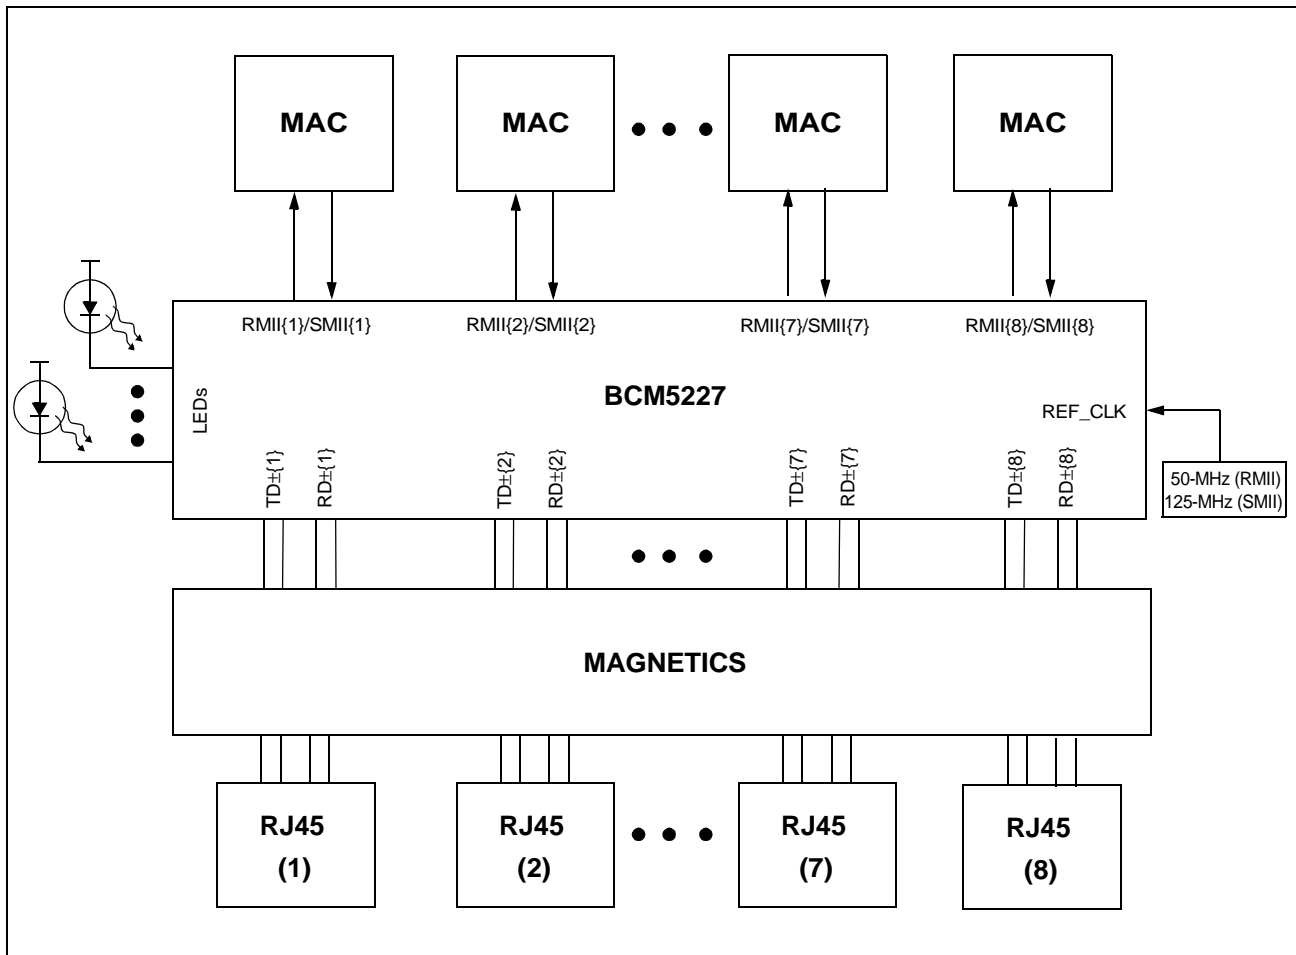 MAC MAC MAC MAC
RMII{1}/SMII{1} RMII{2}/SMII{2} RMII{7}/SMII{7} RMII{8}/SMII{8}
BCM5227
LEDs
REF_CLK
TD±{1} RD±{1} TD±{2} RD±{2} TD±{7} RD±{7} TD±{8} RD±{8}
50-MHz (RMII)
125-MHz (SMII)
MAGNETICS
RJ45 RJ45 RJ45 RJ45
(1) (2) (7) (8)